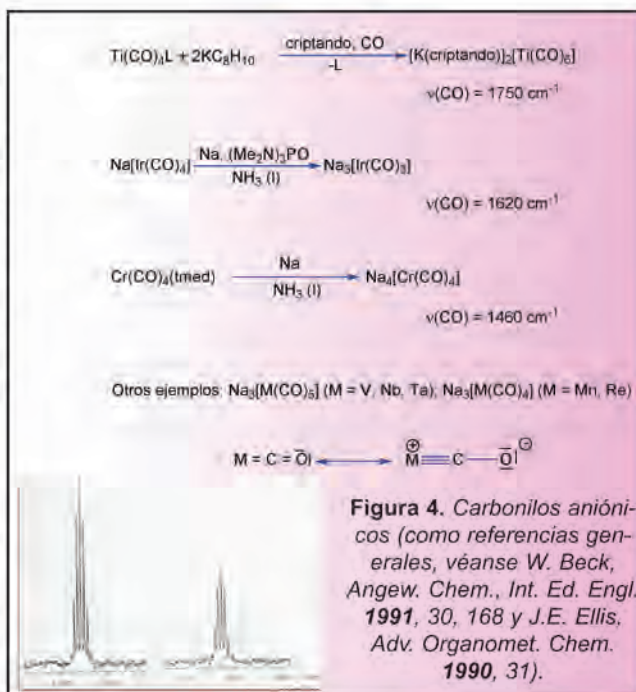 Ti(CO)₄L + 2KC₈H₁₀ criptando, CO -L [K(criptando)]₂[Ti(CO)₆]
ν(CO) = 1750 cm⁻¹
Na[Ir(CO)₄] Na, (Me₂N)₃PO NH₃ (l) Na₃[Ir(CO)₃]
ν(CO) = 1620 cm⁻¹
Cr(CO)₄(tmed) Na NH₃ (l) Na₄[Cr(CO)₄]
ν(CO) = 1460 cm⁻¹
Otros ejemplos: Na₃[M(CO)₅] (M = V, Nb, Ta); Na₃[M(CO)₄] (M = Mn, Re)
M = C = O M≡C—O
Figura 4. Carbonilos anióni-
cos (como referencias gen-
erales, véanse W. Beck,
Angew. Chem., Int. Ed. Engl.
1991, 30, 168 y J.E. Ellis,
Adv. Organomet. Chem.
1990, 31).